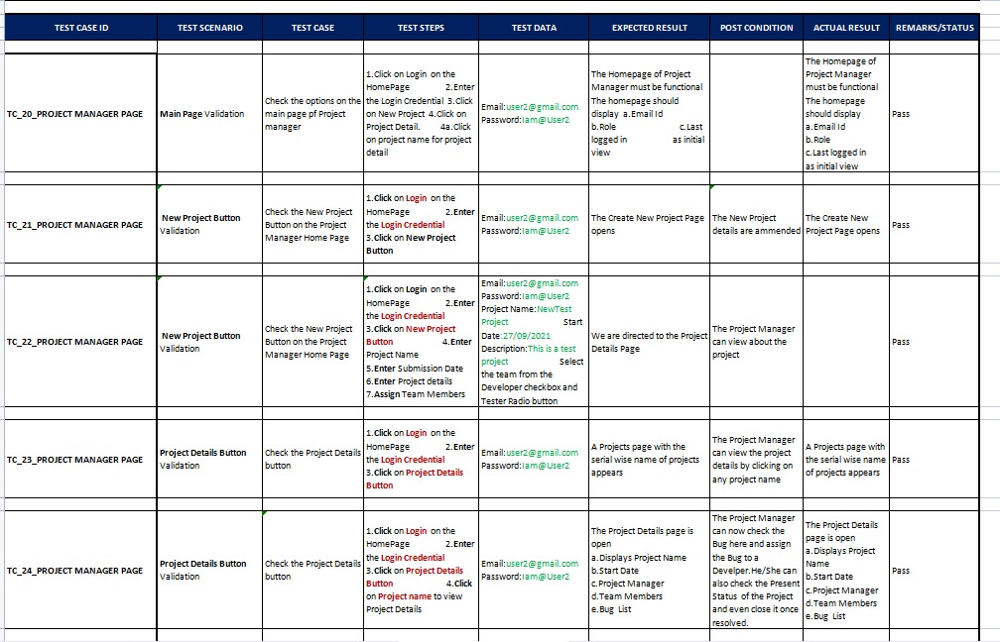 TEST CASE ID TEST SCENARIO TEST CASE TEST STEPS TEST DATA EXPECTED RESULT POST CONDITION ACTUAL RESULT REMARKS/STATUS
TC_20_PROJECT MANAGER PAGE
Main Page Validation
Check the options on the
main page pf Project
manager
1.Click on Login on the
HomePage 2.Enter
the Login Credential 3.Click
on New Project 4.Click on
Project Detail. 4a.Click
on project name for project
detail
Email:user2@gmail.com
Password:Iam@User2
The Homepage of Project
Manager must be functional
The homepage should
display a.Email Id
b.Role c.Last
logged in as initial
view
The Homepage of
Project Manager
must be functional
The homepage
should display
a.Email Id
b.Role
c.Last logged in
as initial view
Pass
TC_21_PROJECT MANAGER PAGE
New Project Button
Validation
Check the New Project
Button on the Project
Manager Home Page
1.Click on Login on the
HomePage 2.Enter
the Login Credential
3.Click on New Project
Button
Email:user2@gmail.com
Password:Iam@User2
The Create New Project Page
opens
The New Project
details are ammended
The Create New
Project Page opens
Pass
TC_22_PROJECT MANAGER PAGE
New Project Button
Validation
Check the New Project
Button on the Project
Manager Home Page
1.Click on Login on the
HomePage 2.Enter
the Login Credential
3.Click on New Project
Button 4.Enter
Project Name
5.Enter Submission Date
6.Enter Project details
7.Assign Team Members
Email:user2@gmail.com
Password:Iam@User2
Project Name:NewTest
Project Start
Date:27/09/2021
Description:This is a test
project Select
the team from the
Developer checkbox and
Tester Radio button
We are directed to the Project
Details Page
The Project Manager
can view about the
project
Pass
TC_23_PROJECT MANAGER PAGE
Project Details Button
Validation
Check the Project Details
button
1.Click on Login on the
HomePage 2.Enter
the Login Credential
3.Click on Project Details
Button
Email:user2@gmail.com
Password:Iam@User2
A Projects page with the
serial wise name of projects
appears
The Project Manager
can view the project
details by clicking on
any project name
A Projects page with
the serial wise name
of projects appears
Pass
TC_24_PROJECT MANAGER PAGE
Project Details Button
Validation
Check the Project Details
button
1.Click on Login on the
HomePage 2.Enter
the Login Credential
3.Click on Project Details
Button 4.Click
on Project name to view
Project Details
Email:user2@gmail.com
Password:Iam@User2
The Project Details page is
open
a.Displays Project Name
b.Start Date
c.Project Manager
d.Team Members
e.Bug List
The Project Manager
can now check the
Bug here and assign
the Bug to a
Develper.He/She can
also check the Present
Status of the Project
and even close it once
resolved.
The Project Details
page is open
a.Displays Project
Name
b.Start Date
c.Project Manager
d.Team Members
e.Bug List
Pass